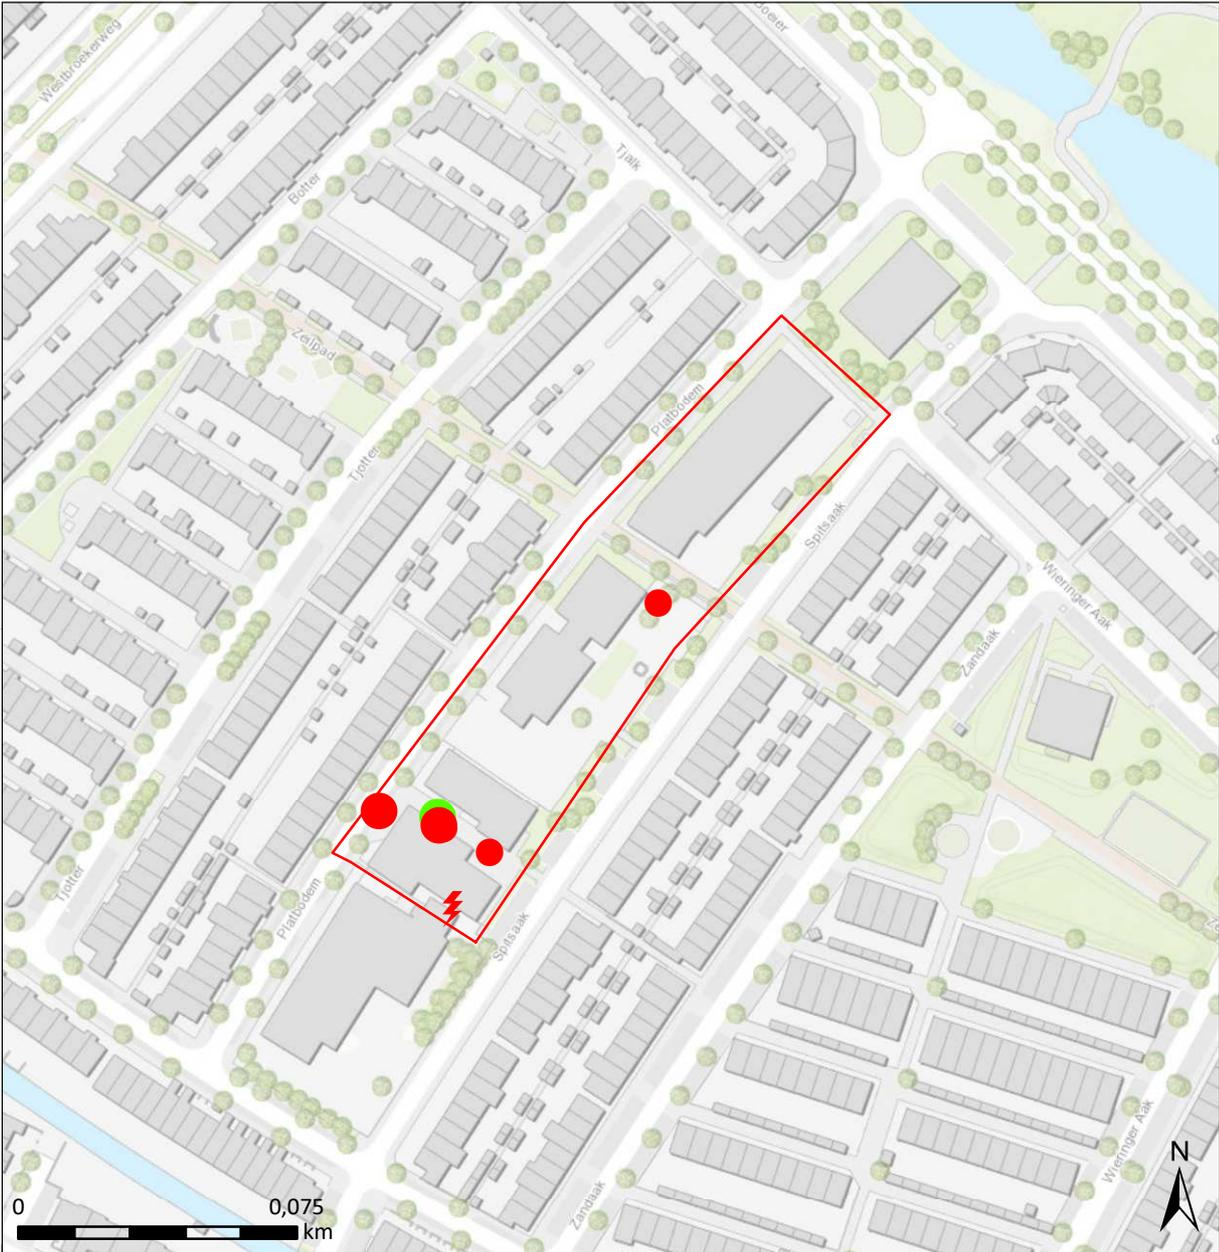 Westbroekerweg
Boeier
Tjalk
Botter
Zeilpad
Platbodem
Tjotter
Spitsaak
Wieringer Aak
Zandaak
Tjotter
Platbodem
Spitsaak
Wieringer Aak
Zandaak
N
0 0,075
km